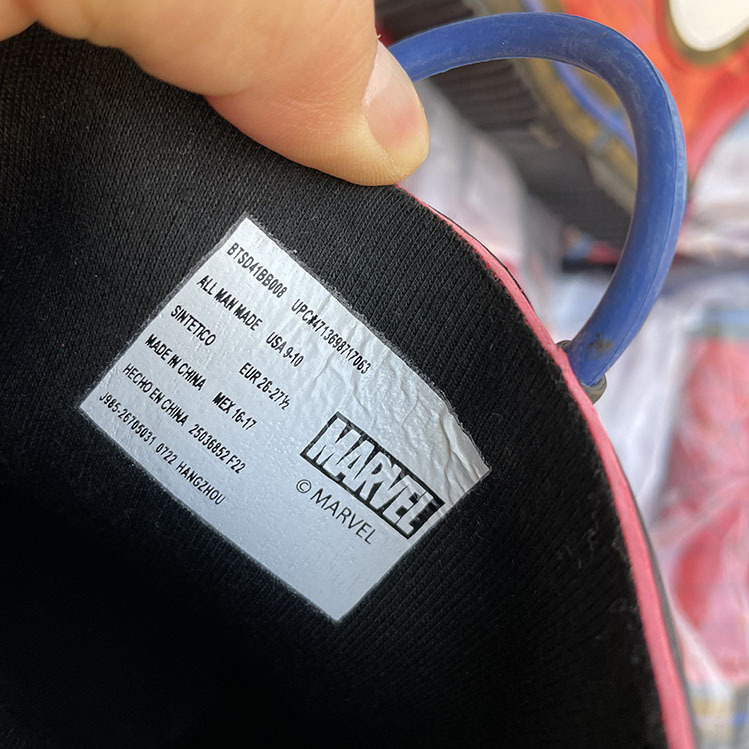 BTSD41BB008 UPC#4713698717063
ALL MAN MADE USA 9-10
SINTETICO EUR 26-27½
MADE IN CHINA MEX 16-17
HECHO EN CHINA 25036852 F22
J985-26705031 0722 HANGZHOU
MARVEL
© MARVEL